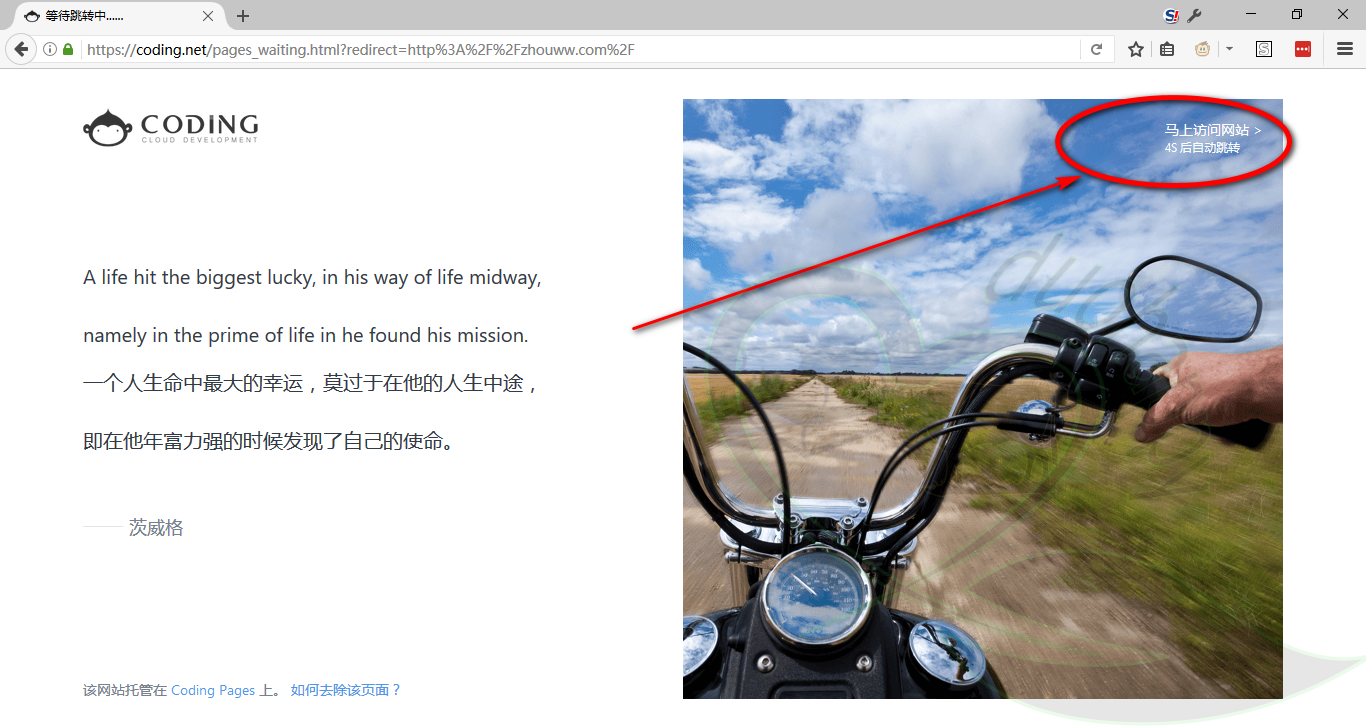 等待跳转中......
https://coding.net/pages_waiting.html?redirect=http%3A%2F%2Fzhouww.com%2F
CODING
CLOUD DEVELOPMENT
马上访问网站 >
4S 后自动跳转
A life hit the biggest lucky, in his way of life midway,
namely in the prime of life in he found his mission.
一个人生命中最大的幸运，莫过于在他的人生中途，
即在他年富力强的时候发现了自己的使命。
茨威格
该网站托管在 Coding Pages 上。 如何去除该页面？